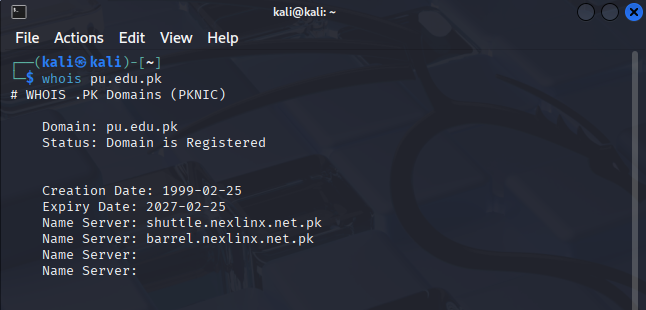 kali@kali: ~
File Actions Edit View Help
┌──(kali㉿kali)-[~]
└─$ whois pu.edu.pk
# WHOIS .PK Domains (PKNIC)
Domain: pu.edu.pk
Status: Domain is Registered
Creation Date: 1999-02-25
Expiry Date: 2027-02-25
Name Server: shuttle.nexlinx.net.pk
Name Server: barrel.nexlinx.net.pk
Name Server:
Name Server: